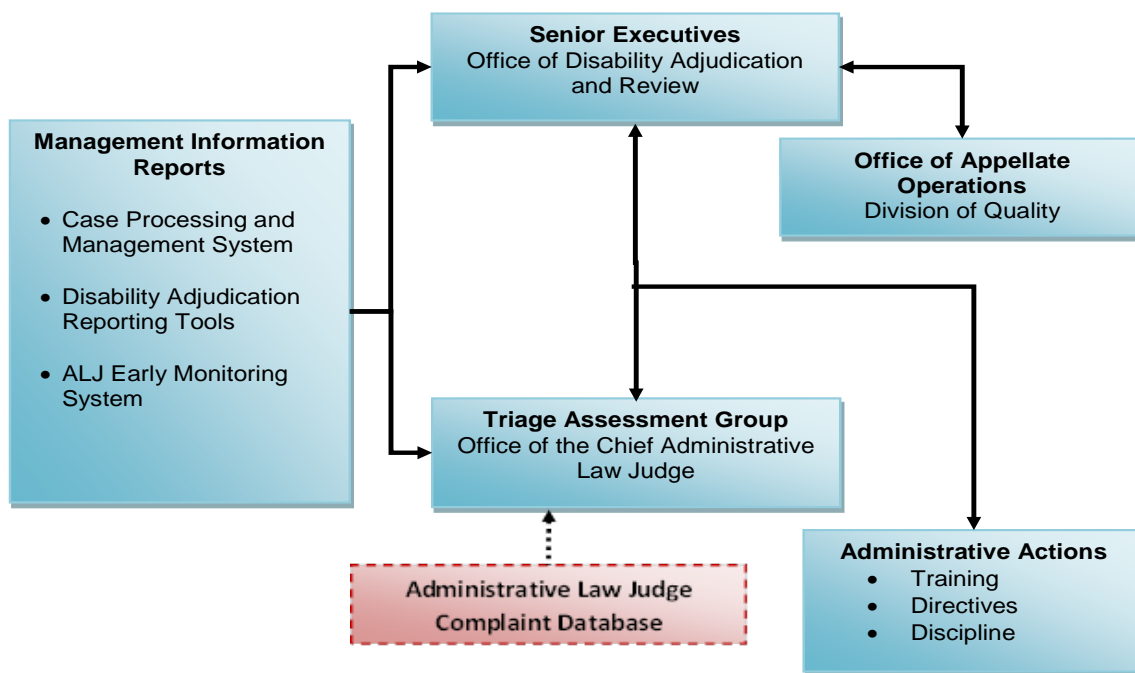 Senior Executives
Office of Disability Adjudication
and Review
Management Information
Reports
• Case Processing and
Management System
• Disability Adjudication
Reporting Tools
• ALJ Early Monitoring
System
Office of Appellate
Operations
Division of Quality
Triage Assessment Group
Office of the Chief Administrative
Law Judge
Administrative Law Judge
Complaint Database
Administrative Actions
• Training
• Directives
• Discipline